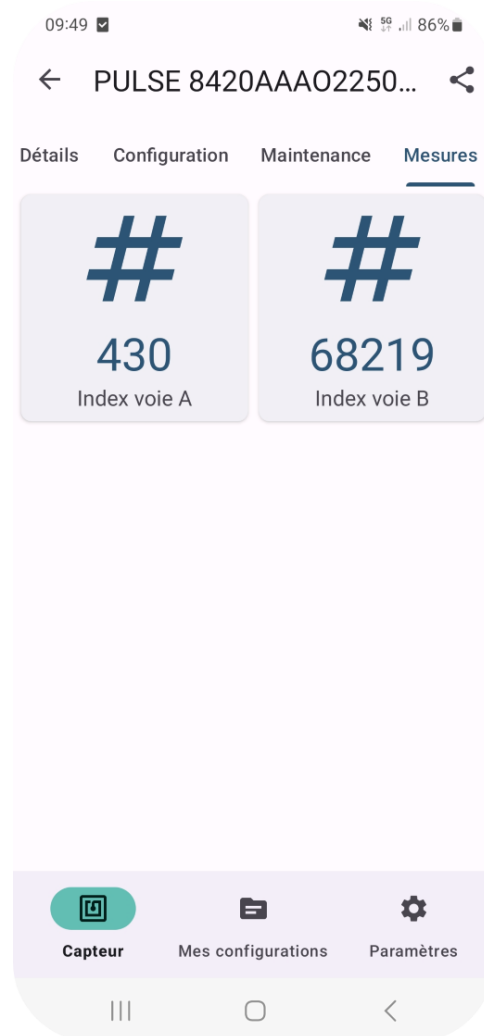 09:49 5G 86%
PULSE 8420AAAO2250...
Détails Configuration Maintenance Mesures
# #
430 68219
Index voie A Index voie B
Capteur Mes configurations Paramètres